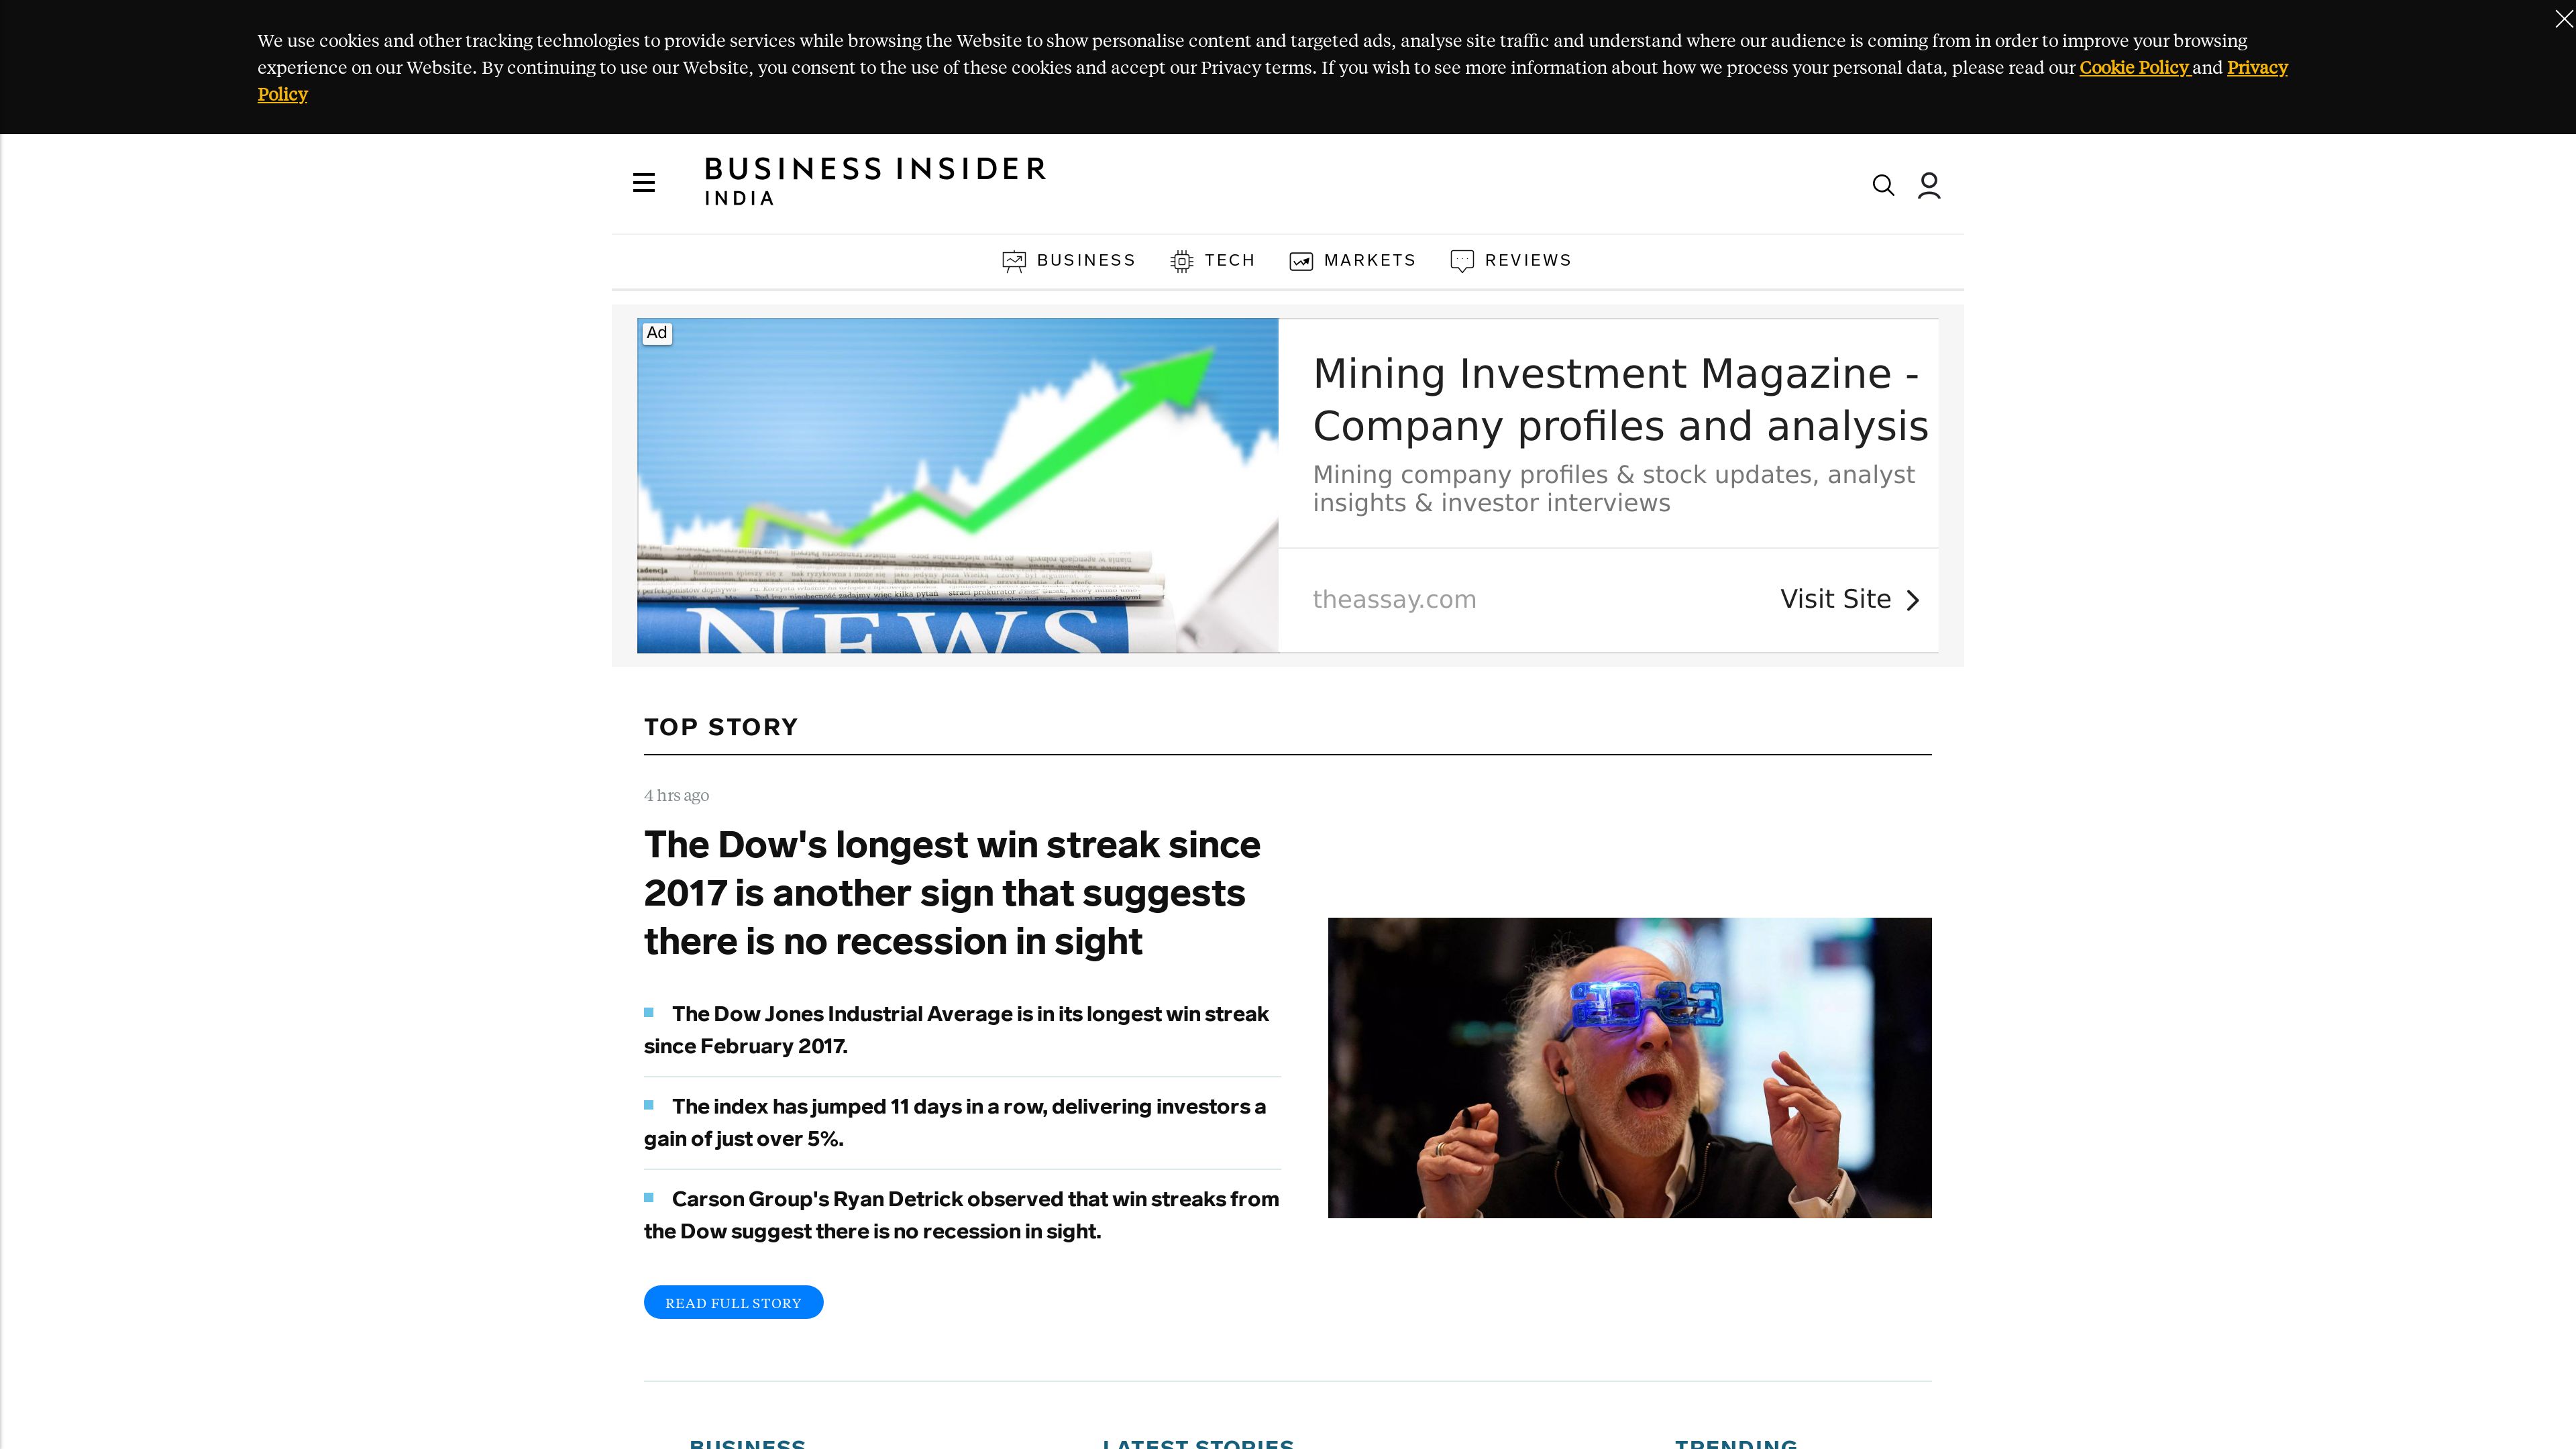 We use cookies and other tracking technologies to provide services while browsing the Website to show personalise content and targeted ads, analyse site traffic and understand where our audience is coming from in order to improve your browsing
experience on our Website. By continuing to use our Website, you consent to the use of these cookies and accept our Privacy terms. If you wish to see more information about how we process your personal data, please read our Cookie Policy and Privacy
Policy
BUSINESS INSIDER
INDIA
BUSINESS TECH MARKETS REVIEWS
Ad
Mining Investment Magazine -
Company profiles and analysis
Mining company profiles & stock updates, analyst
insights & investor interviews
theassay.com
Visit Site
NEWS
TOP STORY
4 hrs ago
The Dow's longest win streak since
2017 is another sign that suggests
there is no recession in sight
The Dow Jones Industrial Average is in its longest win streak
since February 2017.
The index has jumped 11 days in a row, delivering investors a
gain of just over 5%.
Carson Group's Ryan Detrick observed that win streaks from
the Dow suggest there is no recession in sight.
READ FULL STORY
BUSINESS LATEST STORIES TRENDING